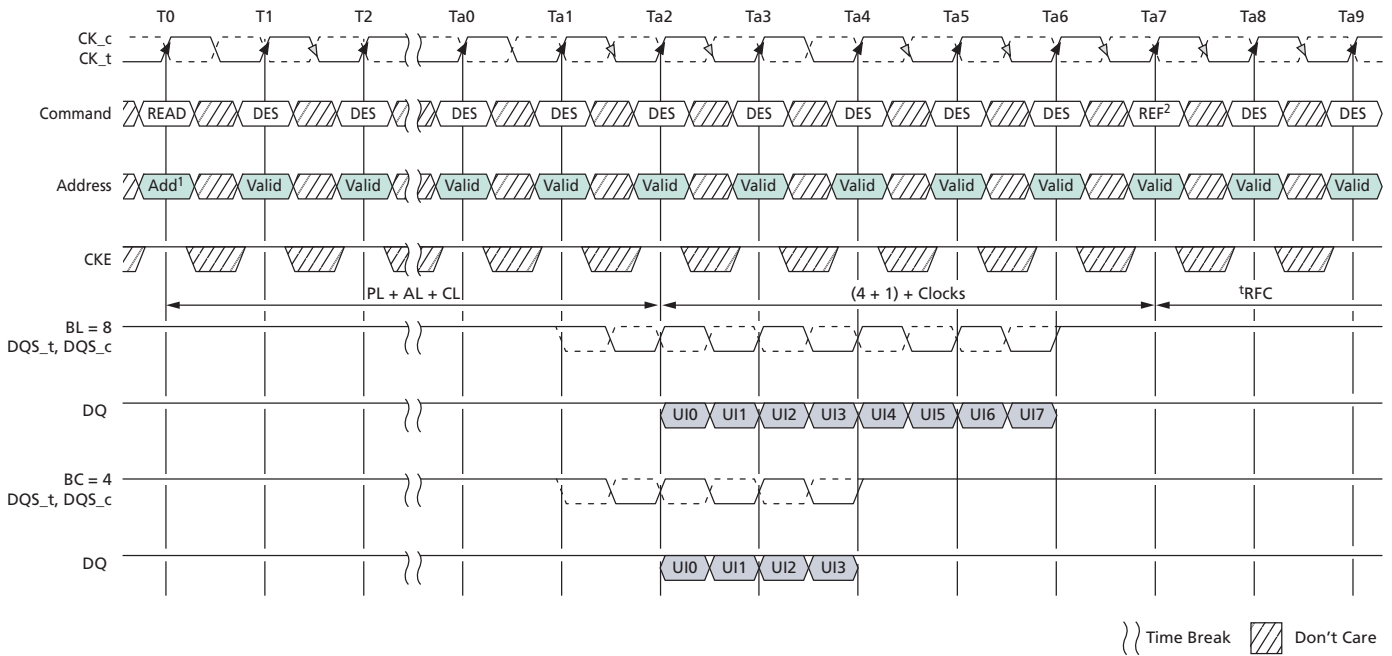 T0 T1 T2 Ta0 Ta1 Ta2 Ta3 Ta4 Ta5 Ta6 Ta7 Ta8 Ta9
CK_c
CK_t
Command READ DES DES DES DES DES DES DES DES DES REF2 DES DES
Address Add1 Valid Valid Valid Valid Valid Valid Valid Valid Valid Valid Valid Valid
CKE
PL + AL + CL (4 + 1) + Clocks tRFC
BL = 8
DQS_t, DQS_c
DQ UI0 UI1 UI2 UI3 UI4 UI5 UI6 UI7
BC = 4
DQS_t, DQS_c
DQ UI0 UI1 UI2 UI3
Time Break Don't Care